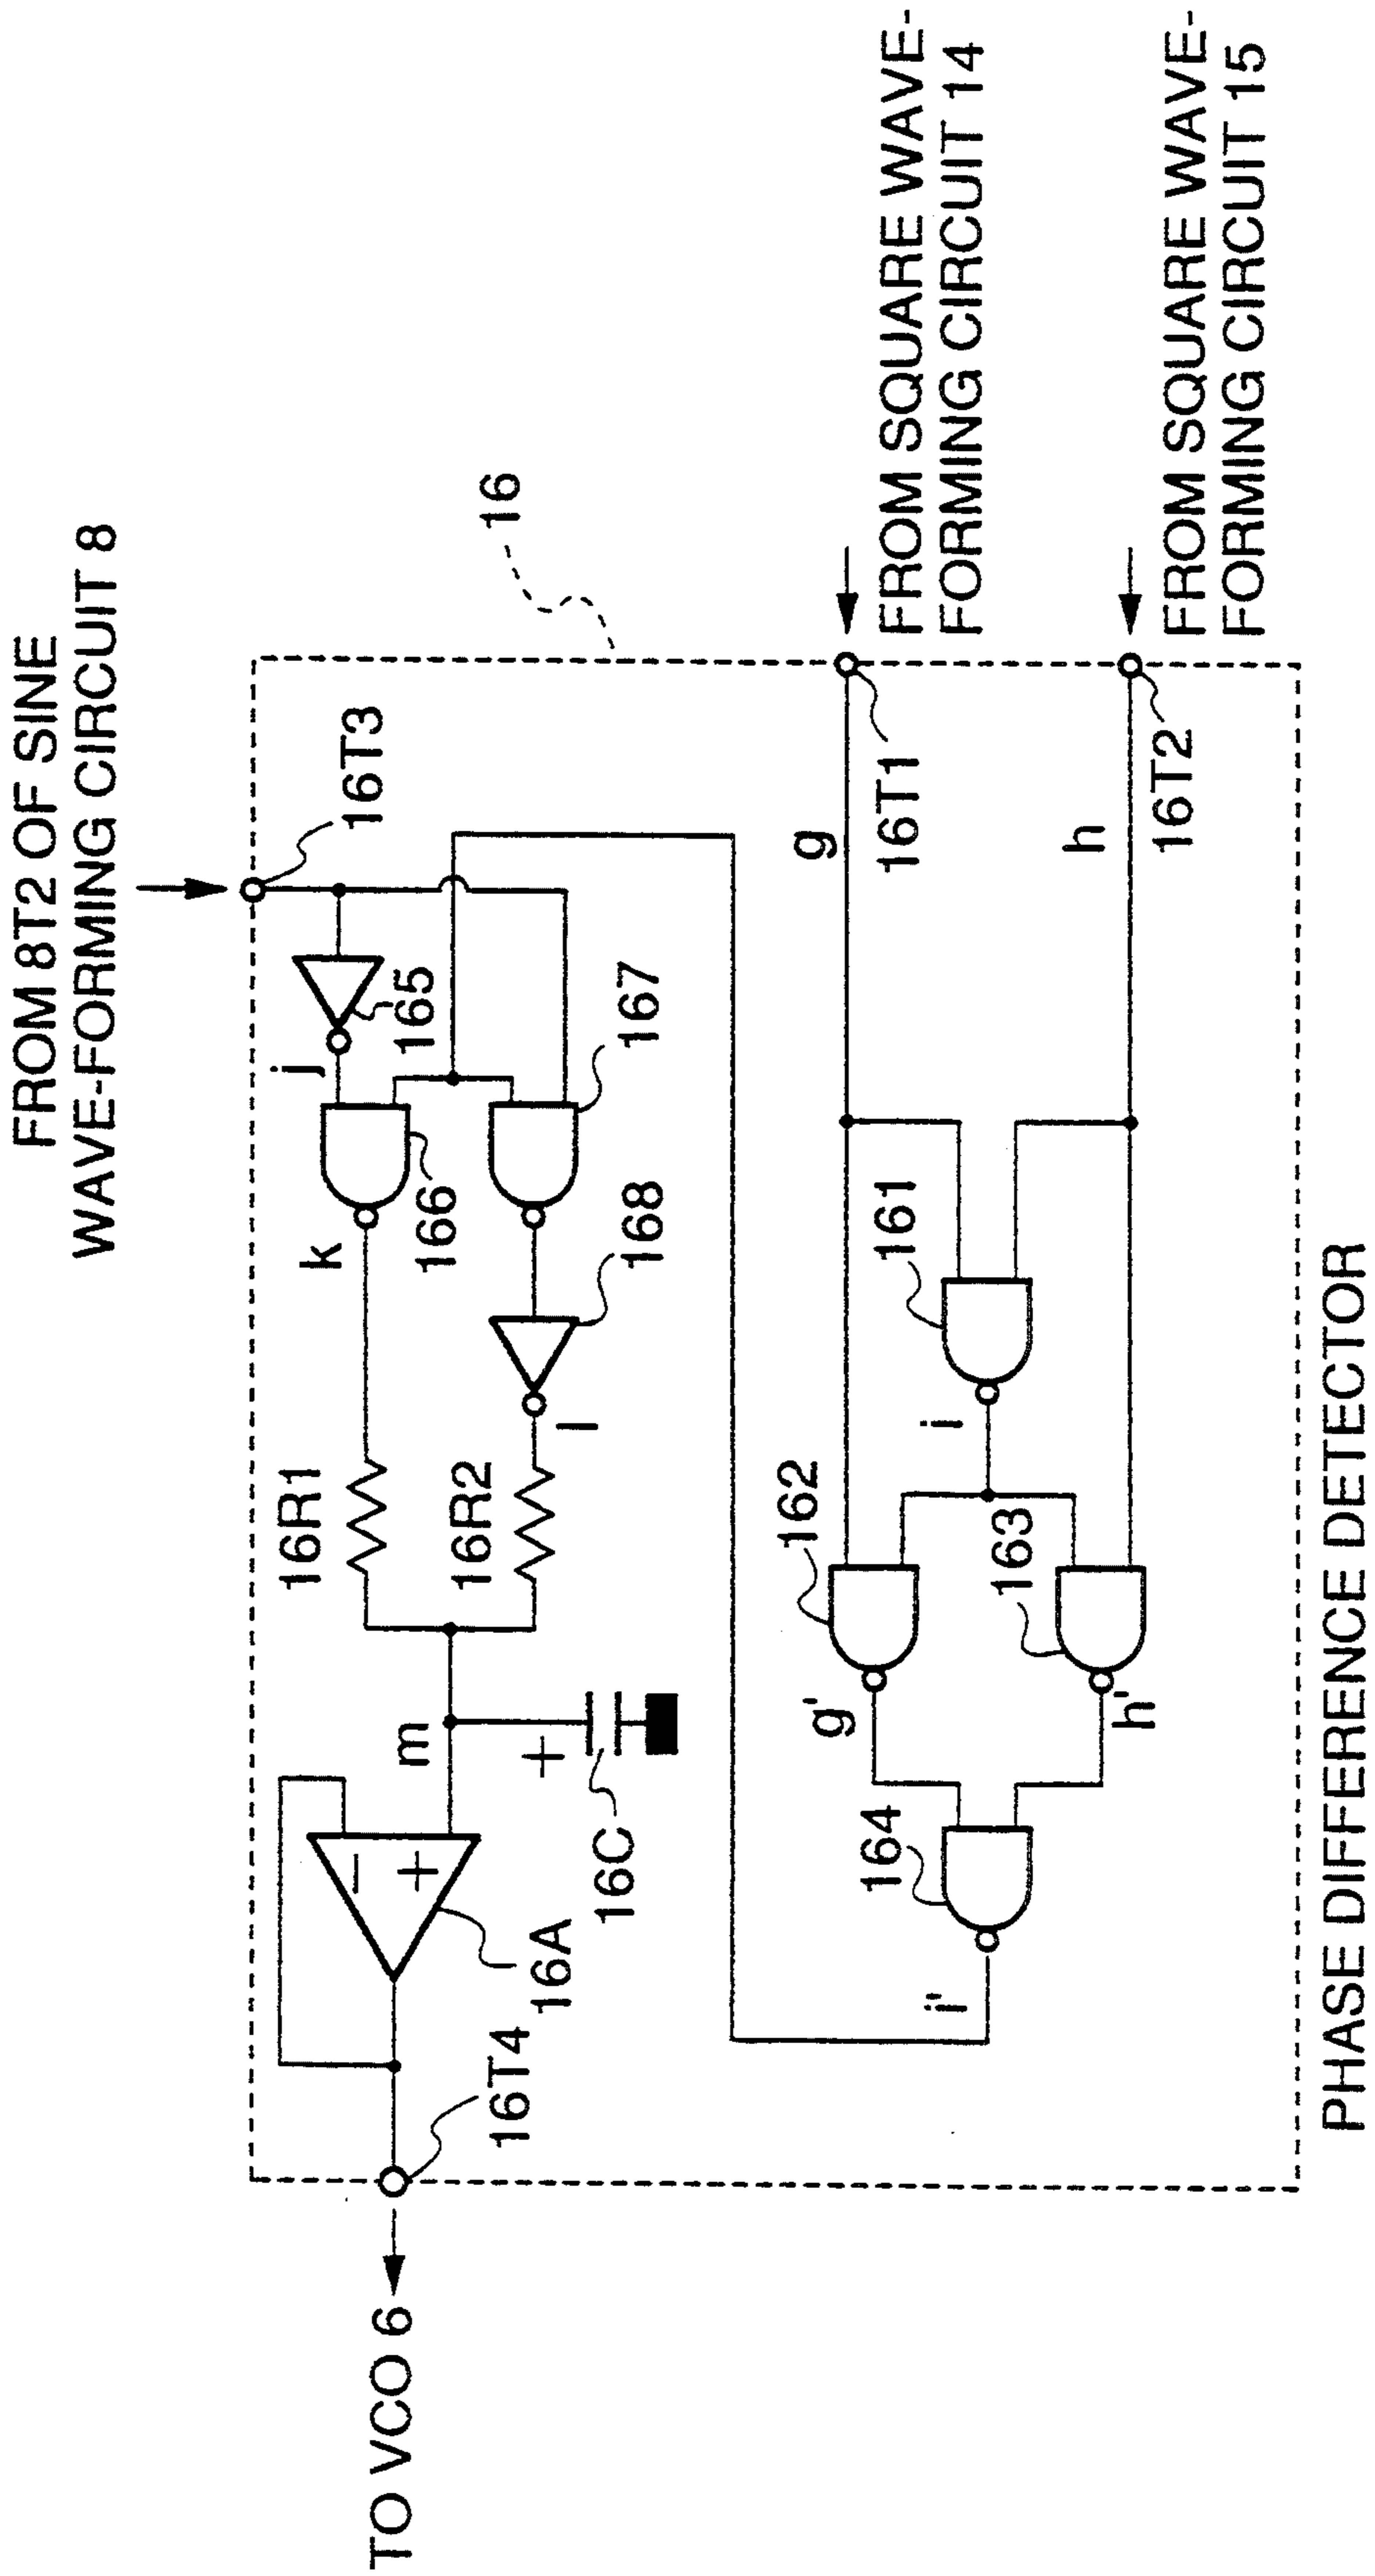 FROM 8T2 OF SINE
WAVE-FORMING CIRCUIT 8
16T3
16
165
j
167
166
k
168
l
16R1
16R2
m
+
16C
−
+
16A
16T4
TO VCO 6
FROM SQUARE WAVE-
FORMING CIRCUIT 14
16T1
g
FROM SQUARE WAVE-
FORMING CIRCUIT 15
16T2
h
161
i
162
163
g'
h'
164
i'
PHASE DIFFERENCE DETECTOR